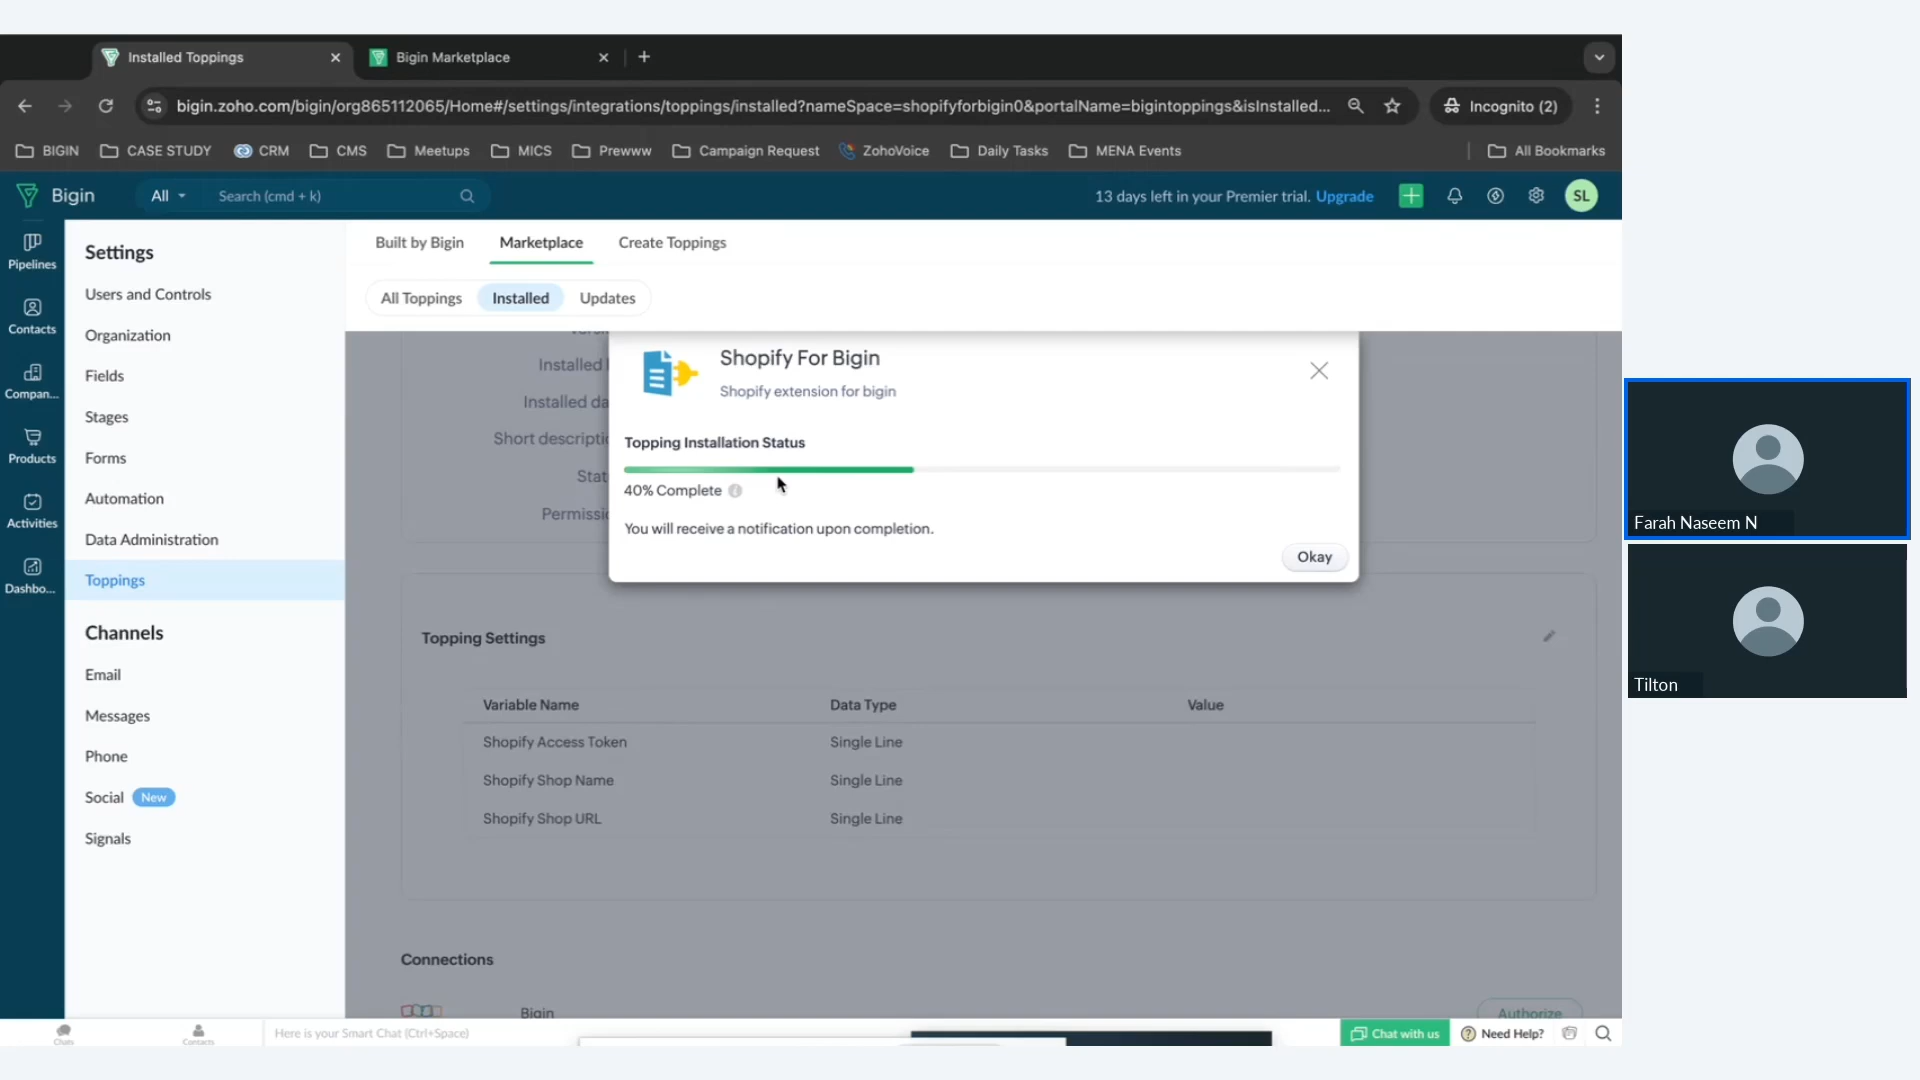 Installed Toppings
Bigin Marketplace
bigin.zoho.com/bigin/org865112065/Home#/settings/integrations/toppings/installed?nameSpace=shopifyforbigin0&portalName=bigintoppings&isInstalled...
Incognito (2)
BIGIN
CASE STUDY
CRM
CMS
Meetups
MICS
Prewww
Campaign Request
ZohoVoice
Daily Tasks
MENA Events
All Bookmarks
Bigin
All
Search (cmd + k)
13 days left in your Premier trial. Upgrade
SL
Pipelines
Contacts
Compan...
Products
Activities
Dashbo...
Settings
Users and Controls
Organization
Fields
Stages
Forms
Automation
Data Administration
Toppings
Channels
Email
Messages
Phone
Social New
Signals
Built by Bigin
Marketplace
Create Toppings
All Toppings
Installed
Updates
Installed
Installed da
Short descriptio
Stat
Permissi
Shopify For Bigin
Shopify extension for bigin
Topping Installation Status
40% Complete
You will receive a notification upon completion.
Okay
Topping Settings
Variable Name Data Type Value
Shopify Access Token Single Line
Shopify Shop Name Single Line
Shopify Shop URL Single Line
Connections
Bigin
Authorize
Chats
Contacts
Here is your Smart Chat (Ctrl+Space)
Chat with us
Need Help?
Farah Naseem N
Tilton